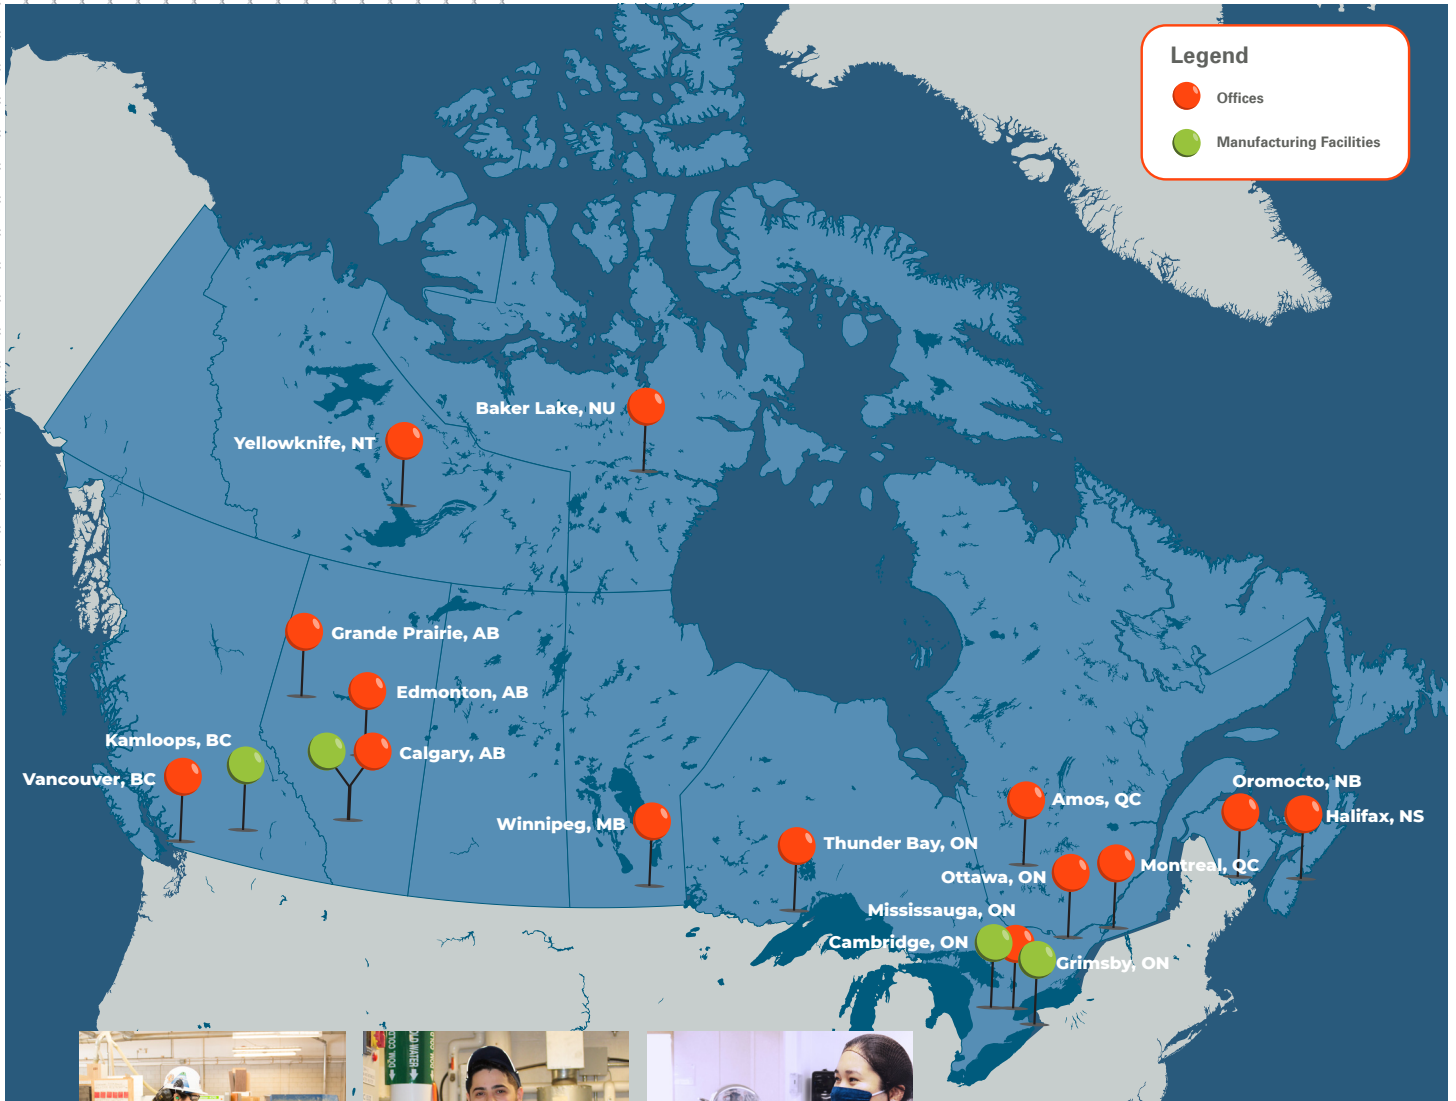 Legend
Offices
Manufacturing Facilities
Baker Lake, NU
Yellowknife, NT
Grande Prairie, AB
Edmonton, AB
Kamloops, BC
Calgary, AB
Vancouver, BC
Oromocto, NB
Amos, QC
Halifax, NS
Winnipeg, MB
Thunder Bay, ON
Montreal, QC
Ottawa, ON
Mississauga, ON
Cambridge, ON
Grimsby, ON
OLD WATER